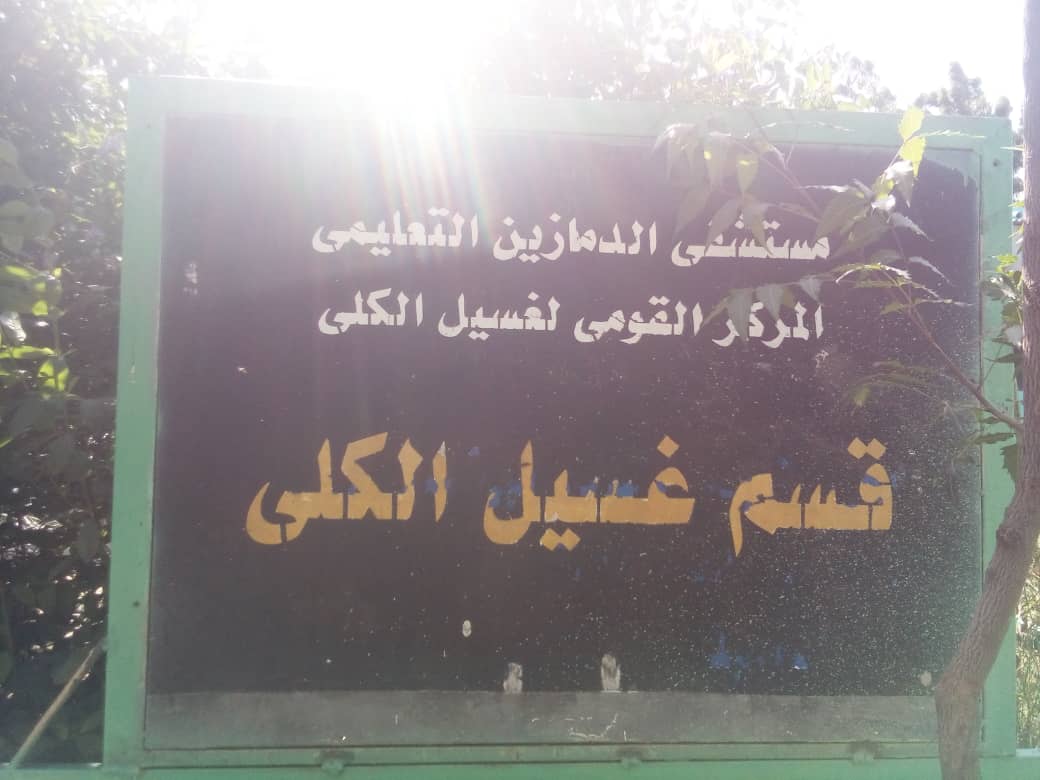 مستشفى الدمازين التعليمى
المركز القومى لغسيل الكلى
قسم غسيل الكلى